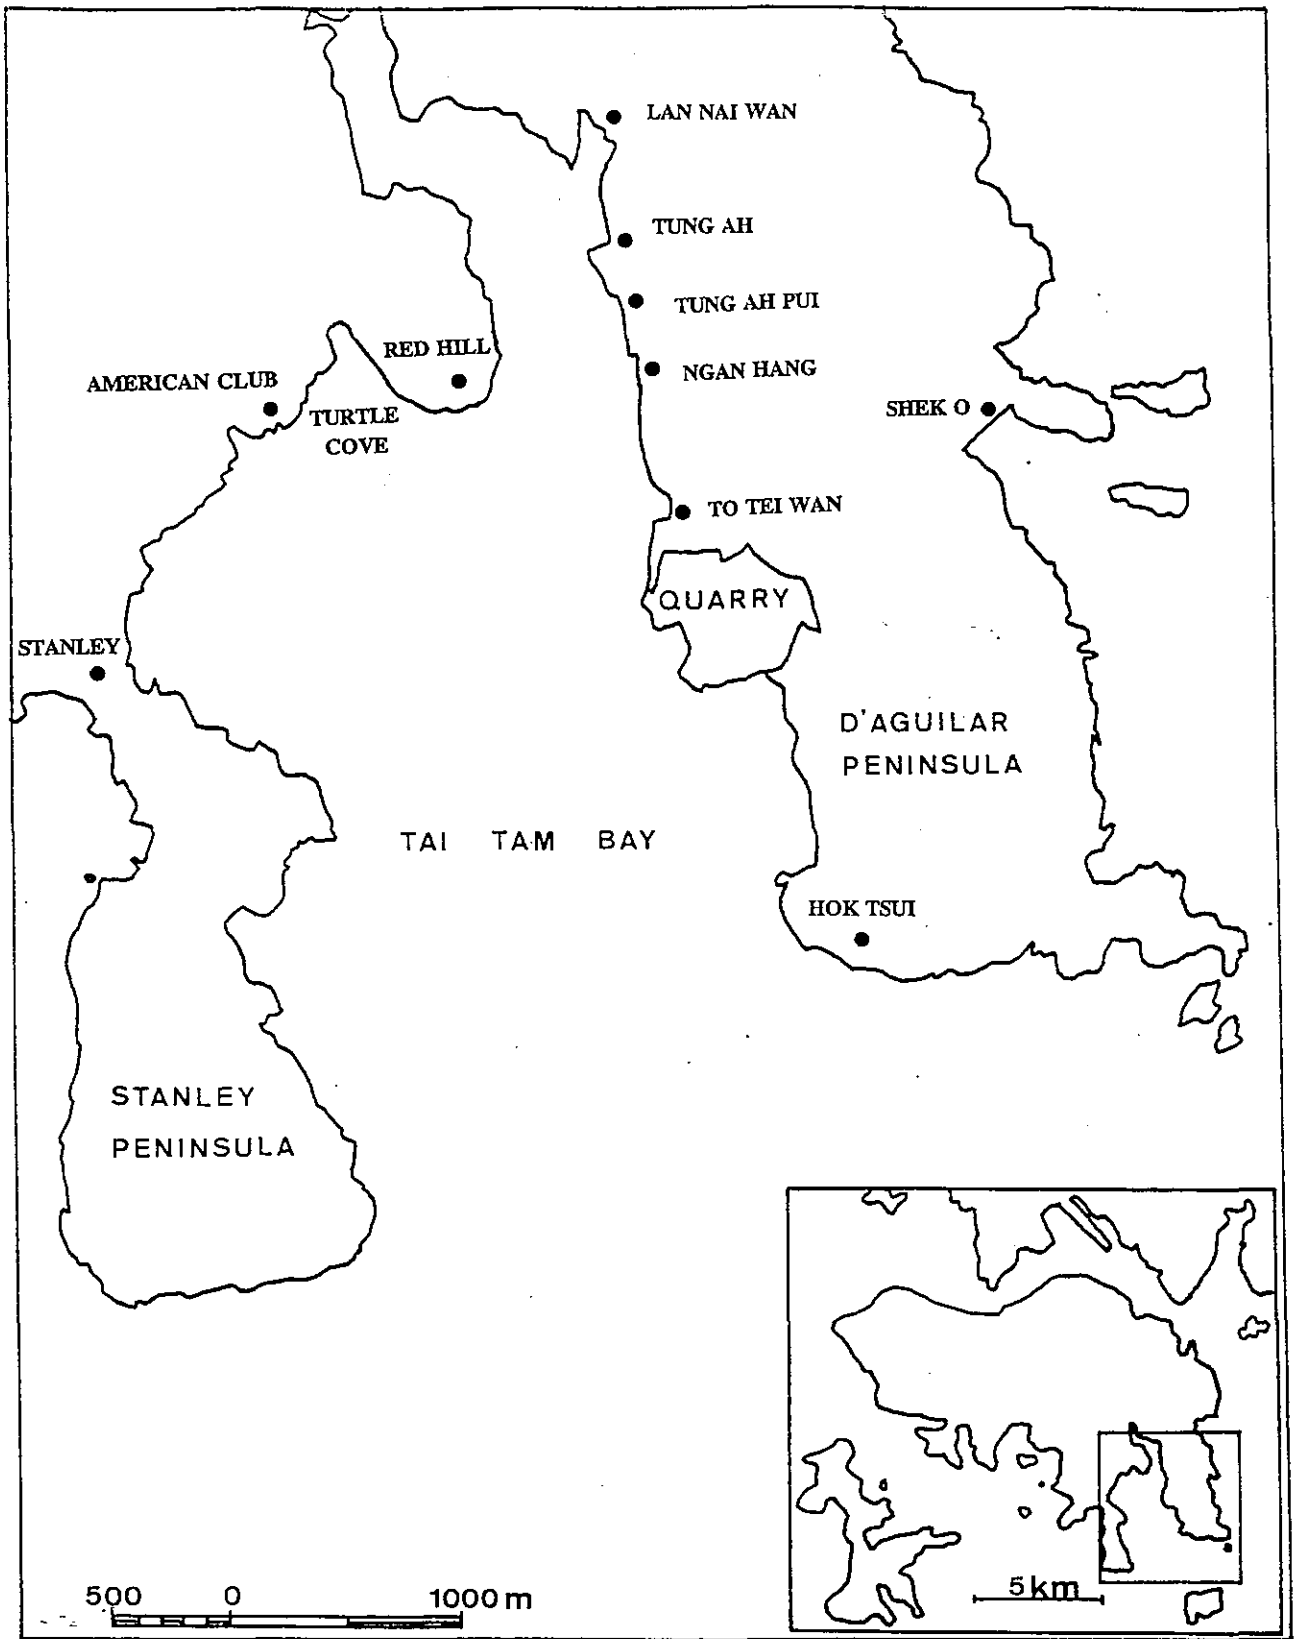 LAN NAI WAN
TUNG AH
TUNG AH PUI
RED HILL
NGAN HANG
AMERICAN CLUB
TURTLE
COVE
SHEK O
TO TEI WAN
QUARRY
STANLEY
D'AGUILAR
PENINSULA
TAI TAM BAY
HOK TSUI
STANLEY
PENINSULA
500 0 1000 m
5 km